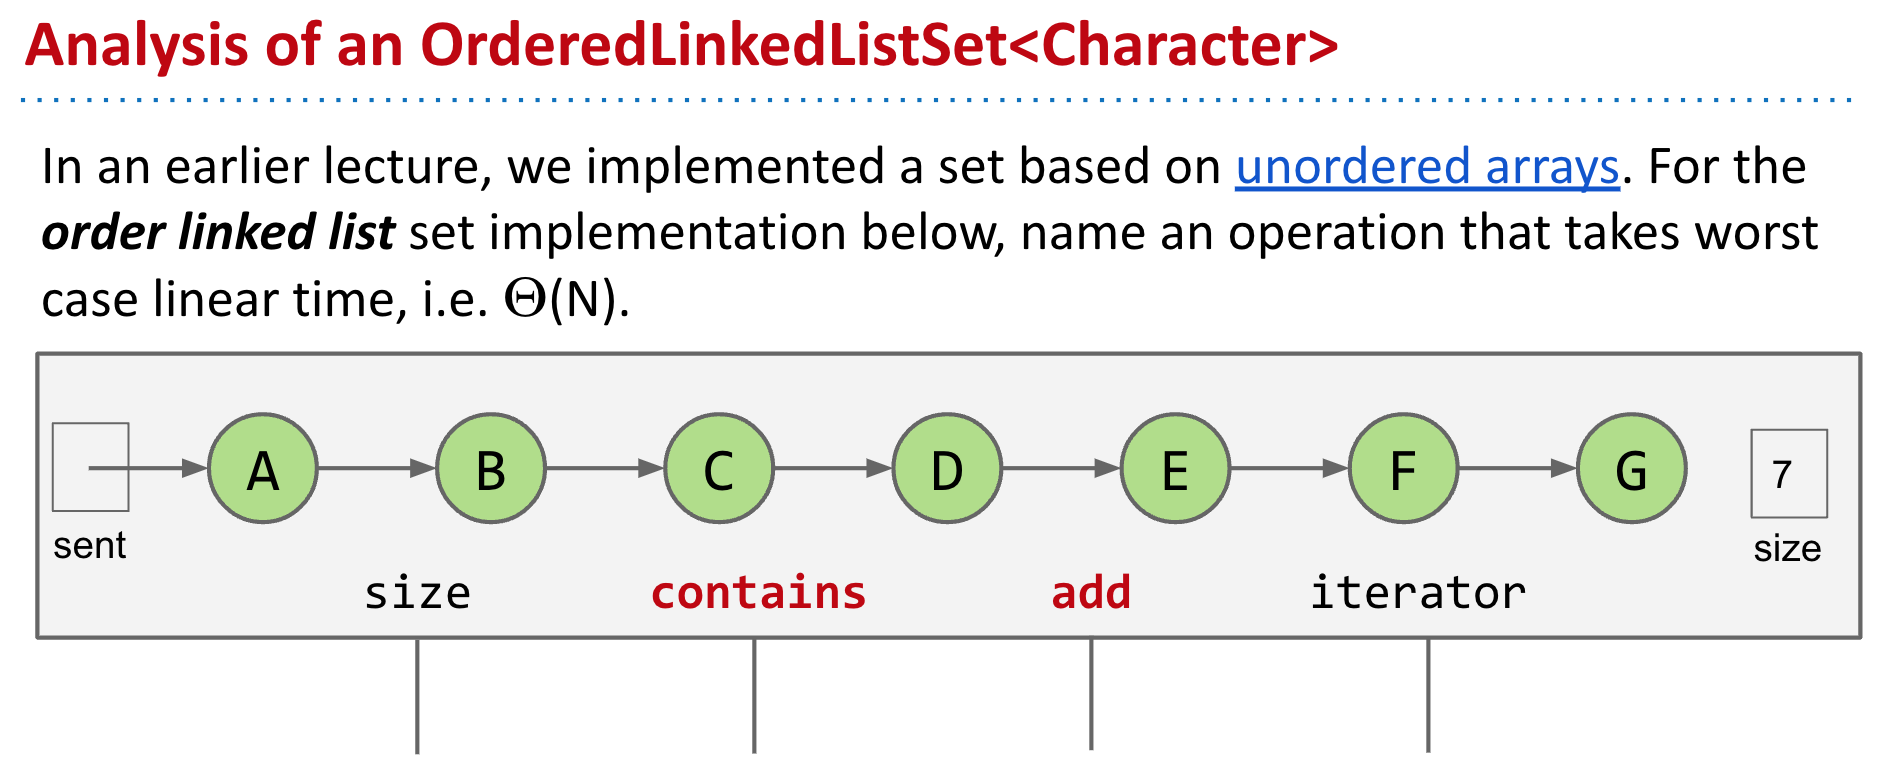 Analysis of an OrderedLinkedListSet<Character>
In an earlier lecture, we implemented a set based on unordered arrays. For the
order linked list set implementation below, name an operation that takes worst
case linear time, i.e. Θ(N).
A B C D E F G 7
sent size
size contains add iterator